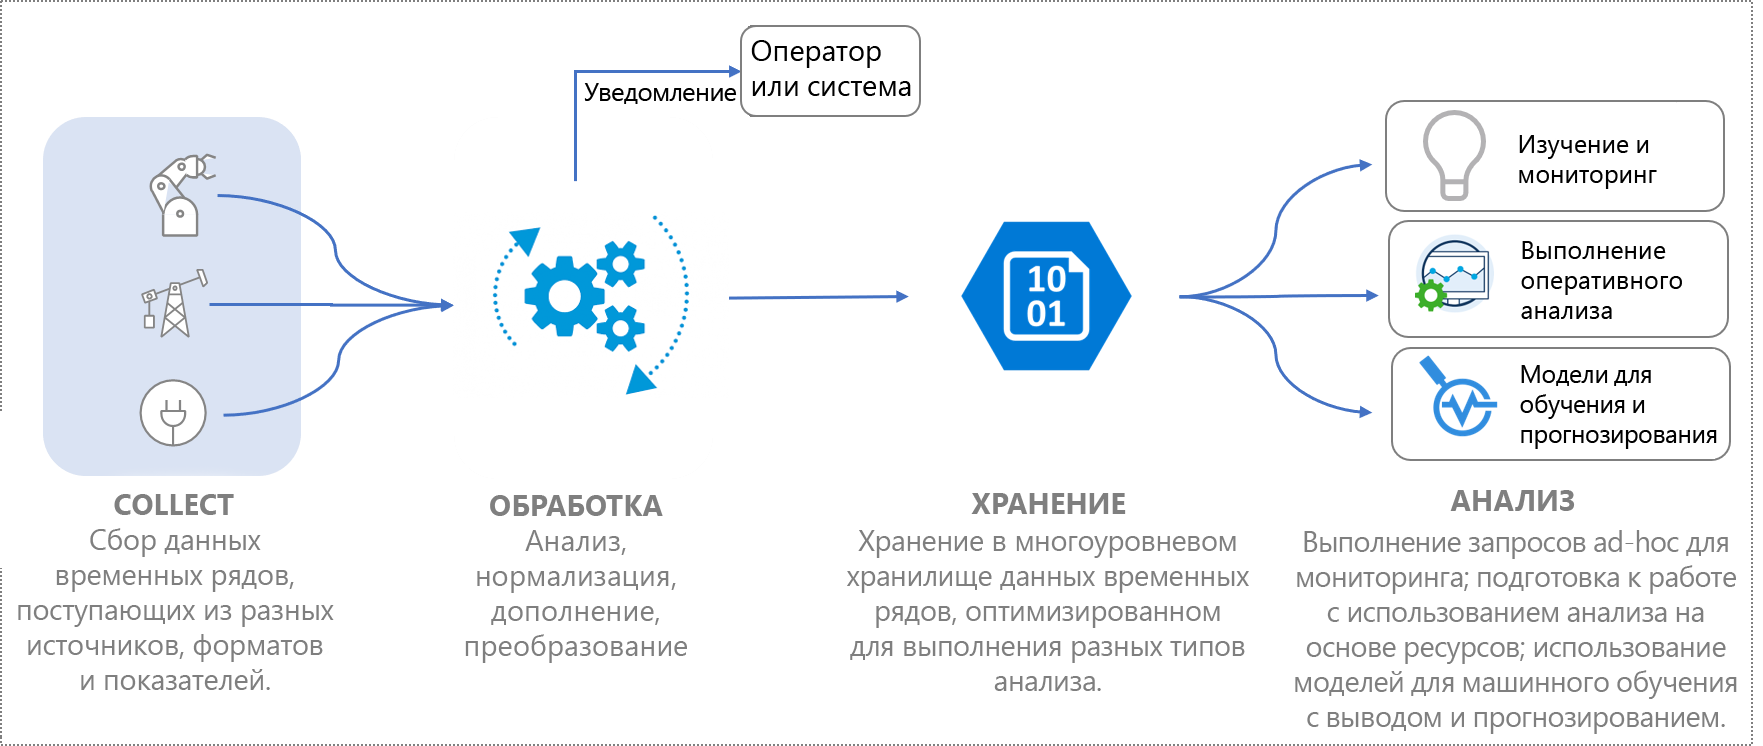 Оператор
или система
Уведомление
10
01
Изучение и
мониторинг
Выполнение
оперативного
анализа
Модели для
обучения и
прогнозирования
COLLECT
Сбор данных
временных рядов,
поступающих из разных
источников, форматов
и показателей.
ОБРАБОТКА
Анализ,
нормализация,
дополнение,
преобразование
ХРАНЕНИЕ
Хранение в многоуровневом
хранилище данных временных
рядов, оптимизированном
для выполнения разных типов
анализа.
АНАЛИЗ
Выполнение запросов ad-hoc для
мониторинга; подготовка к работе
с использованием анализа на
основе ресурсов; использование
моделей для машинного обучения
с выводом и прогнозированием.